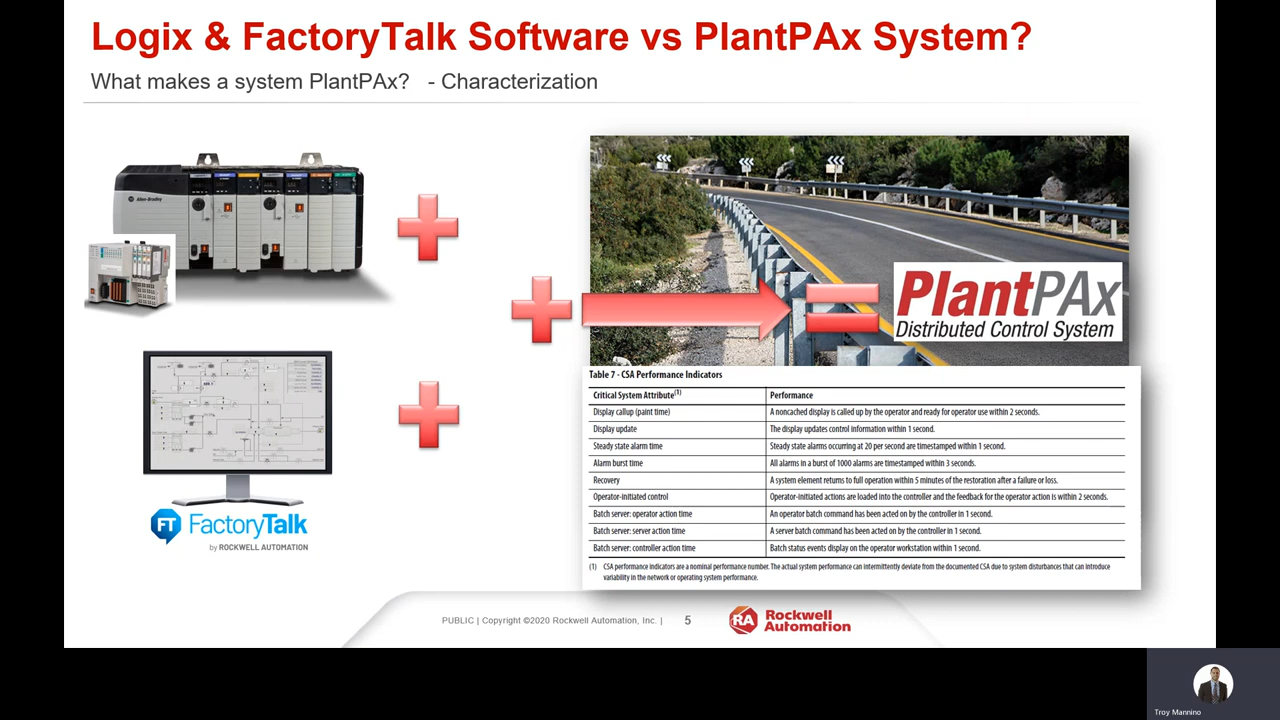 Logix & FactoryTalk Software vs PlantPAx System?
What makes a system PlantPAx? - Characterization
Allen-Bradley
FT FactoryTalk
by ROCKWELL AUTOMATION
PlantPAx
Distributed Control System
Table 7 - CSA Performance Indicators
Critical System Attribute(1) Performance
Display callup (paint time) A noncached display is called up by the operator and ready for operator use within 2 seconds.
Display update The display updates control information within 1 second.
Steady state alarm time Steady state alarms occurring at 20 per second are timestamped within 1 second.
Alarm burst time All alarms in a burst of 1000 alarms are timestamped within 3 seconds.
Recovery A system element returns to full operation within 5 minutes of the restoration after a failure or loss.
Operator-initiated control Operator-initiated actions are loaded into the controller and the feedback for the operator action is within 2 seconds.
Batch server: operator action time An operator batch command has been acted on by the controller in 1 second.
Batch server: server action time A server batch command has been acted on by the controller in 1 second.
Batch server: controller action time Batch status events display on the operator workstation within 1 second.
(1) CSA performance indicators are a nominal performance number. The actual system performance can intermittently deviate from the documented CSA due to system disturbances that can introduce
variability in the network or operating system performance.
PUBLIC | Copyright ©2020 Rockwell Automation, Inc. | 5
RA Rockwell
Automation
Troy Mannino